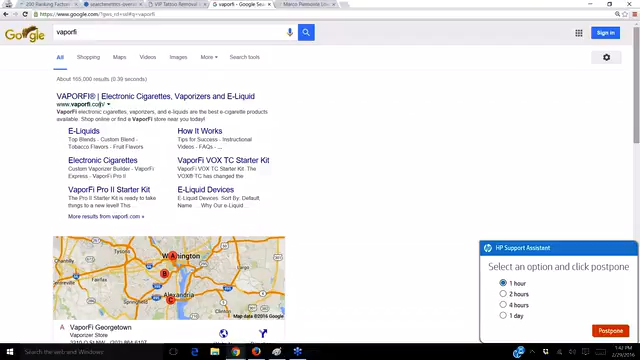 200 Ranking Factors
VIP Tattoo Removal
vaporfi - Google Sea
https://www.google.com/?gws_rd=ssl#q=vaporfi
Google
vaporfi
Sign in
All Shopping News Videos Images More Search tools
About 165,000 results (0.39 seconds)
VAPORFI® | Electronic Cigarettes, Vaporizers and E-Liquid
www.vaporfi.com/
VaporFi electronic cigarettes, vaporizers, and e-liquids are the best e-cigarette products
available. Shop online or find a VaporFi store near you today!
E-Liquids
Top Blends - Custom Blend -
Tobacco Flavors - Fruit Flavors
How It Works
Tips for Success - Instructional
Videos - FAQs - ...
Electronic Cigarettes
Custom Vaporizer Builder - VaporFi
Express - VaporFi Pro II
VaporFi VOX TC Starter Kit
VaporFi VOX TC Starter Kit. The
VOX® TC has changed the
VaporFi Pro II Starter Kit
The Pro II Starter Kit is ready to take
things to a new level! This
E-Liquid Devices
E-Liquid Devices. Sort By: Default,
Name ... Why Our e-Liquid
More results from vaporfi.com »
Chantilly
Tysons
Washington
Fairfax
Alexandria
A
B
C
Map data ©2016 Google
A VaporFi Georgetown
Vaporizer Store
HP Support Assistant
Select an option and click postpone
1 hour
2 hours
4 hours
1 day
Postpone
Search the web and Windows
1:42 PM
2/29/2016